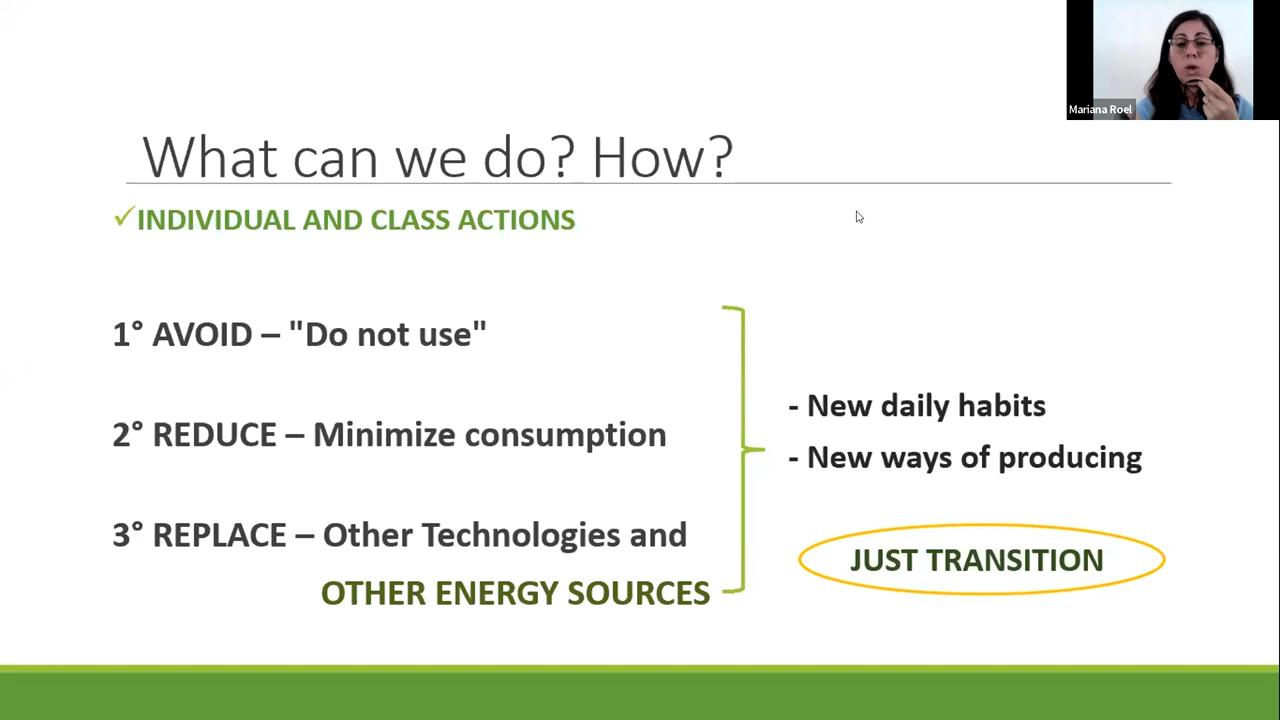 Mariana Roel
What can we do? How?
✓INDIVIDUAL AND CLASS ACTIONS
1° AVOID – "Do not use"
2° REDUCE – Minimize consumption
3° REPLACE – Other Technologies and
OTHER ENERGY SOURCES
- New daily habits
- New ways of producing
JUST TRANSITION